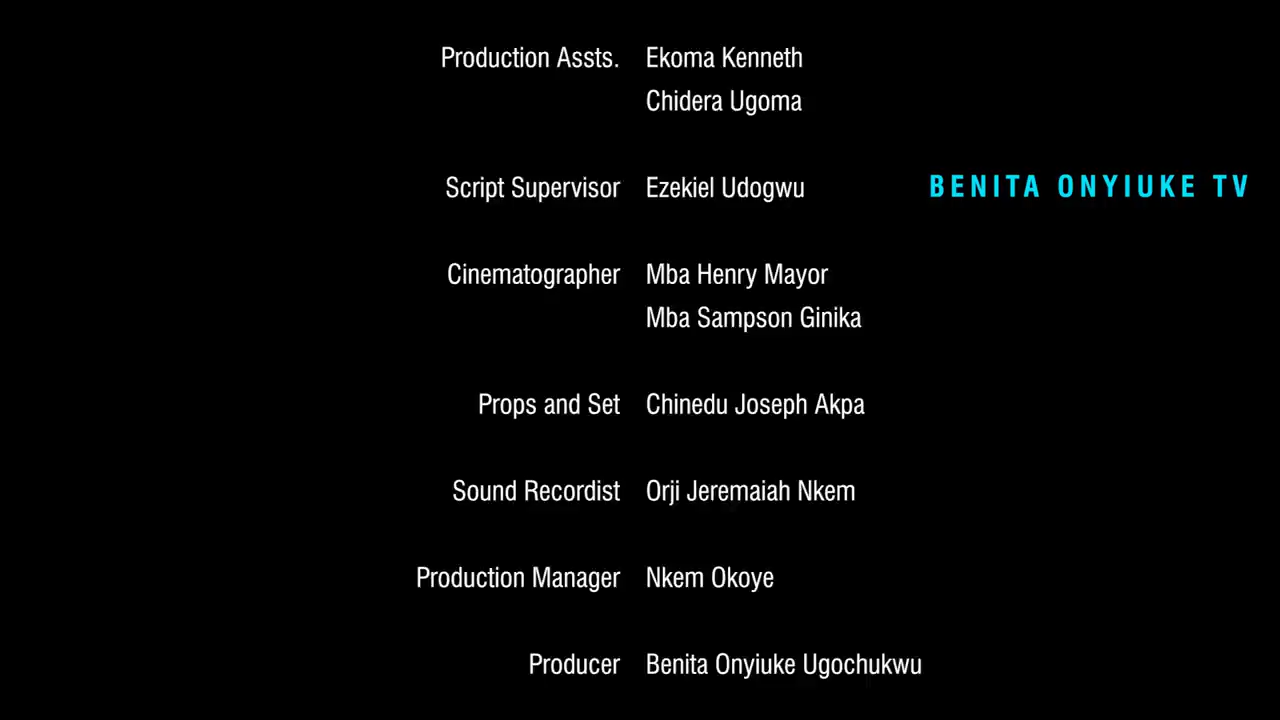 Production Assts. Ekoma Kenneth
Chidera Ugoma
Script Supervisor Ezekiel Udogwu
BENITA ONYIUKE TV
Cinematographer Mba Henry Mayor
Mba Sampson Ginika
Props and Set Chinedu Joseph Akpa
Sound Recordist Orji Jeremaiah Nkem
Production Manager Nkem Okoye
Producer Benita Onyiuke Ugochukwu